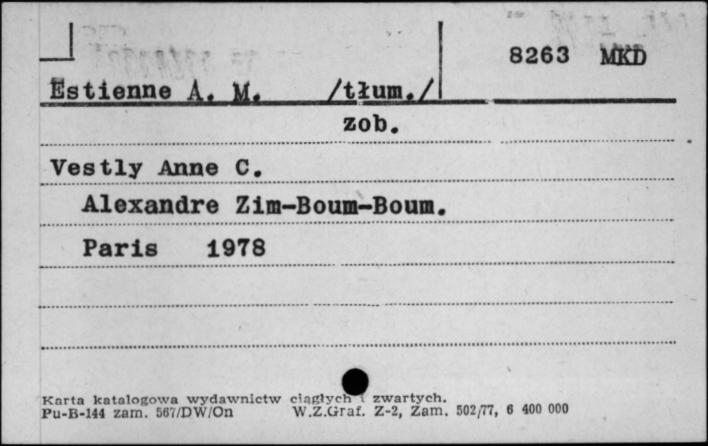 8263 MKD
Estienne A. M. /tłum./
zob.
Vestly Anne C.
Alexandre Zim-Boum-Boum.
Paris 1978
Karta katalogowa wydawnictw ciągłych i zwartych.
Pu-B-144 zam. 567/DW/On W.Z.Graf. Z-2, Zam. 502/77, 6 400 000